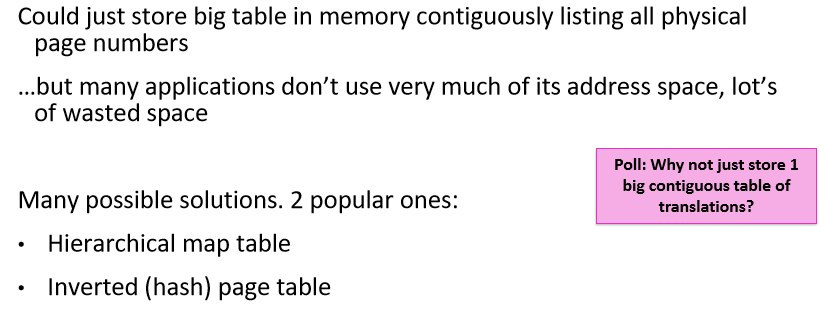 Could just store big table in memory contiguously listing all physical
page numbers
…but many applications don’t use very much of its address space, lot’s
of wasted space
Poll: Why not just store 1
big contiguous table of
translations?
Many possible solutions. 2 popular ones:
• Hierarchical map table
• Inverted (hash) page table